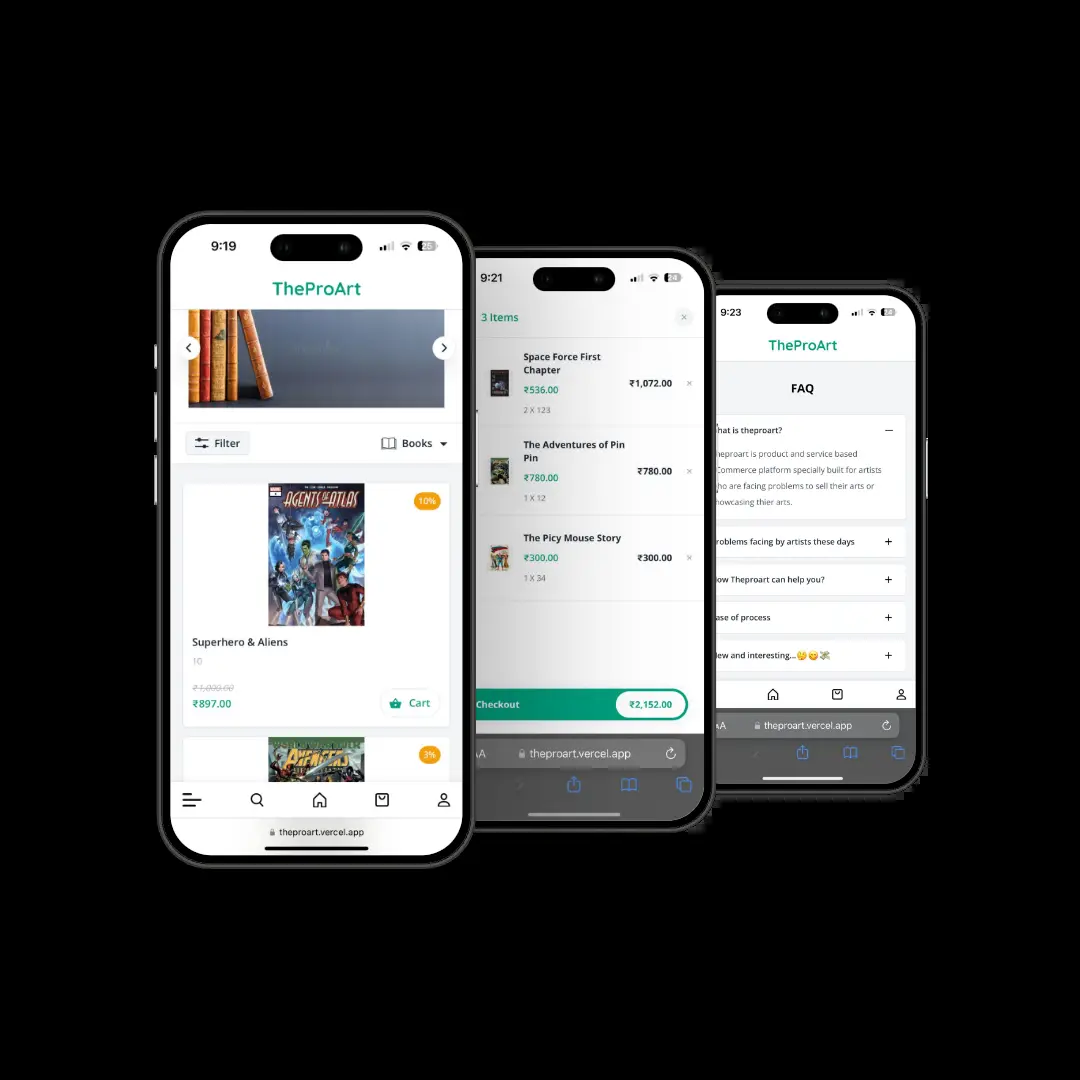 9:19
25
TheProArt
Filter
Books
AGENTS OF ATLAS
10%
Superhero & Aliens
10
₹1,000.00
₹897.00
Cart
AVENGERS
3%
theproart.vercel.app
9:21
24
3 Items
Space Force First
Chapter
₹536.00
₹1,072.00
2 X 123
The Adventures of Pin
Pin
₹780.00
₹780.00
1 X 12
The Picy Mouse Story
₹300.00
₹300.00
1 X 34
Checkout
₹2,152.00
AA
theproart.vercel.app
9:23
24
TheProArt
FAQ
hat is theproart?
heproart is product and service based
Commerce platform specially built for artists
ho are facing problems to sell their arts or
howcasing thier arts.
roblems facing by artists these days
ow Theproart can help you?
ase of process
ew and interesting...🤔😋💸
AA
theproart.vercel.app